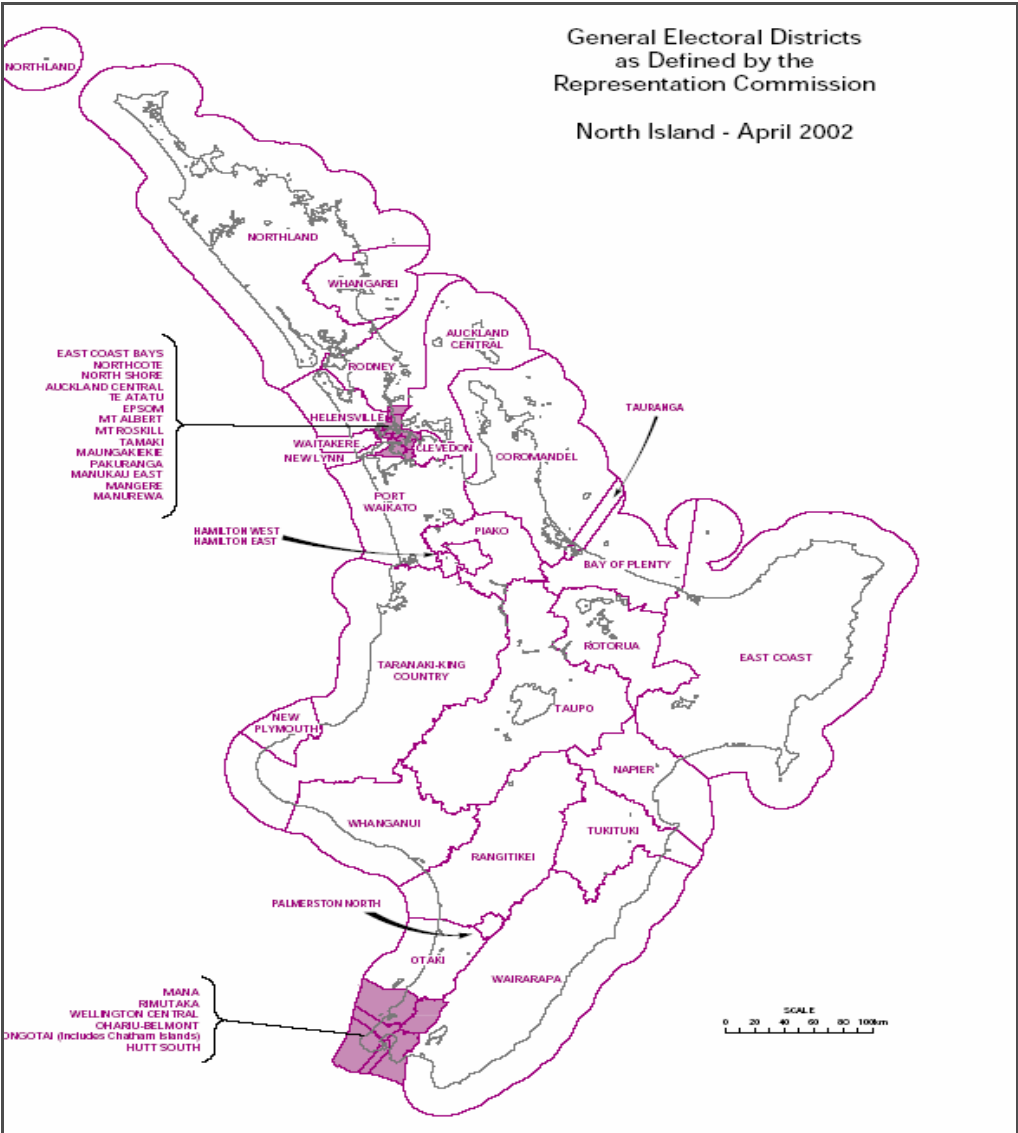 General Electoral Districts
as Defined by the
Representation Commission
North Island - April 2002
NORTHLAND
NORTHLAND
WHANGAREI
AUCKLAND
CENTRAL
RODNEY
EAST COAST BAYS
NORTHCOTE
NORTH SHORE
AUCKLAND CENTRAL
TE ATATU
EPSOM
MT ALBERT
MT ROSKILL
TAMAKI
MAUNGAKIEKIE
PAKURANGA
MANUKAU EAST
MANGERE
MANUREWA
HELENSVILLE
WAITAKERE
NEW LYNN
CLEVEDON
COROMANDEL
TAURANGA
PORT
WAIKATO
HAMILTON WEST
HAMILTON EAST
PIAKO
BAY OF PLENTY
ROTORUA
EAST COAST
TARANAKI-KING
COUNTRY
TAUPO
NEW
PLYMOUTH
NAPIER
WHANGANUI
TUKITUKI
RANGITIKEI
PALMERSTON NORTH
OTAKI
WAIRARAPA
MANA
RIMUTAKA
WELLINGTON CENTRAL
OHARIU-BELMONT
ONGOTAI (Includes Chatham Islands)
HUTT SOUTH
SCALE
0 20 40 60 80 100km